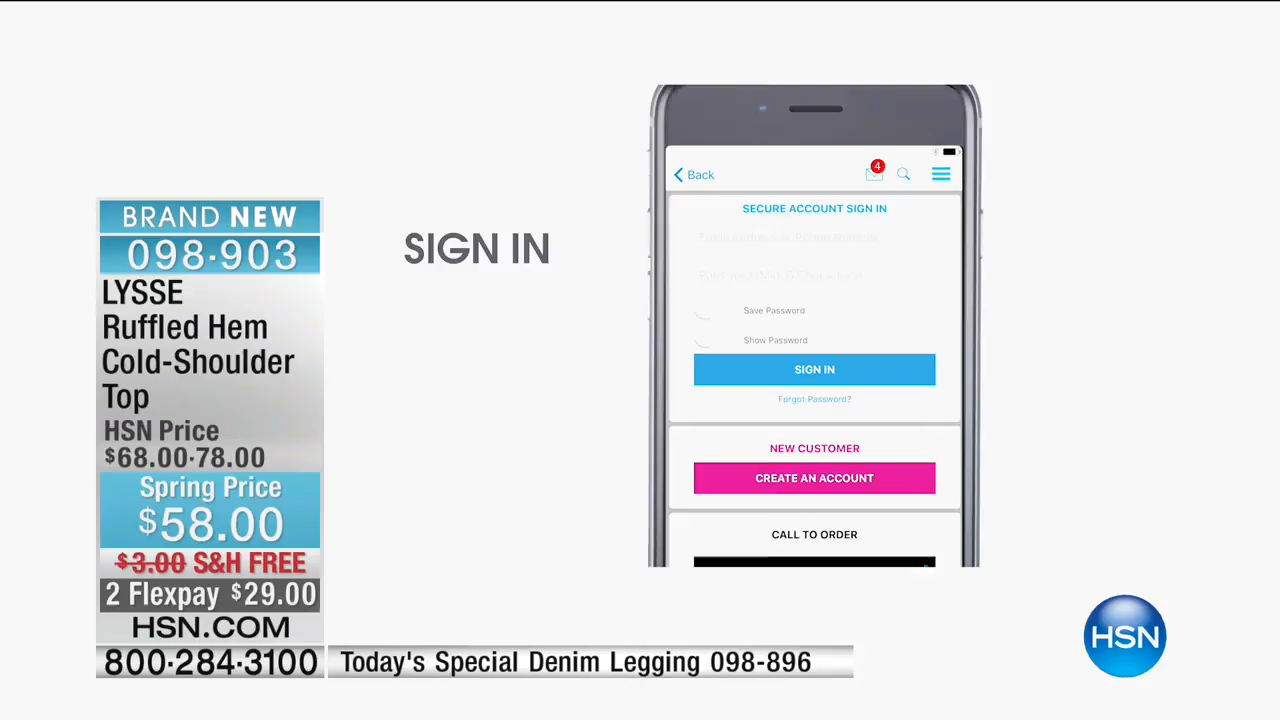 BRAND NEW
098·903
LYSSE
Ruffled Hem
Cold-Shoulder
Top
HSN Price
$68.00-78.00
Spring Price
$58.00
$3.00 S&H FREE
2 Flexpay $29.00
HSN.COM
800·284·3100
Today's Special Denim Legging 098-896
SIGN IN
4
Back
SECURE ACCOUNT SIGN IN
Save Password
Show Password
SIGN IN
Forgot Password?
NEW CUSTOMER
CREATE AN ACCOUNT
CALL TO ORDER
HSN